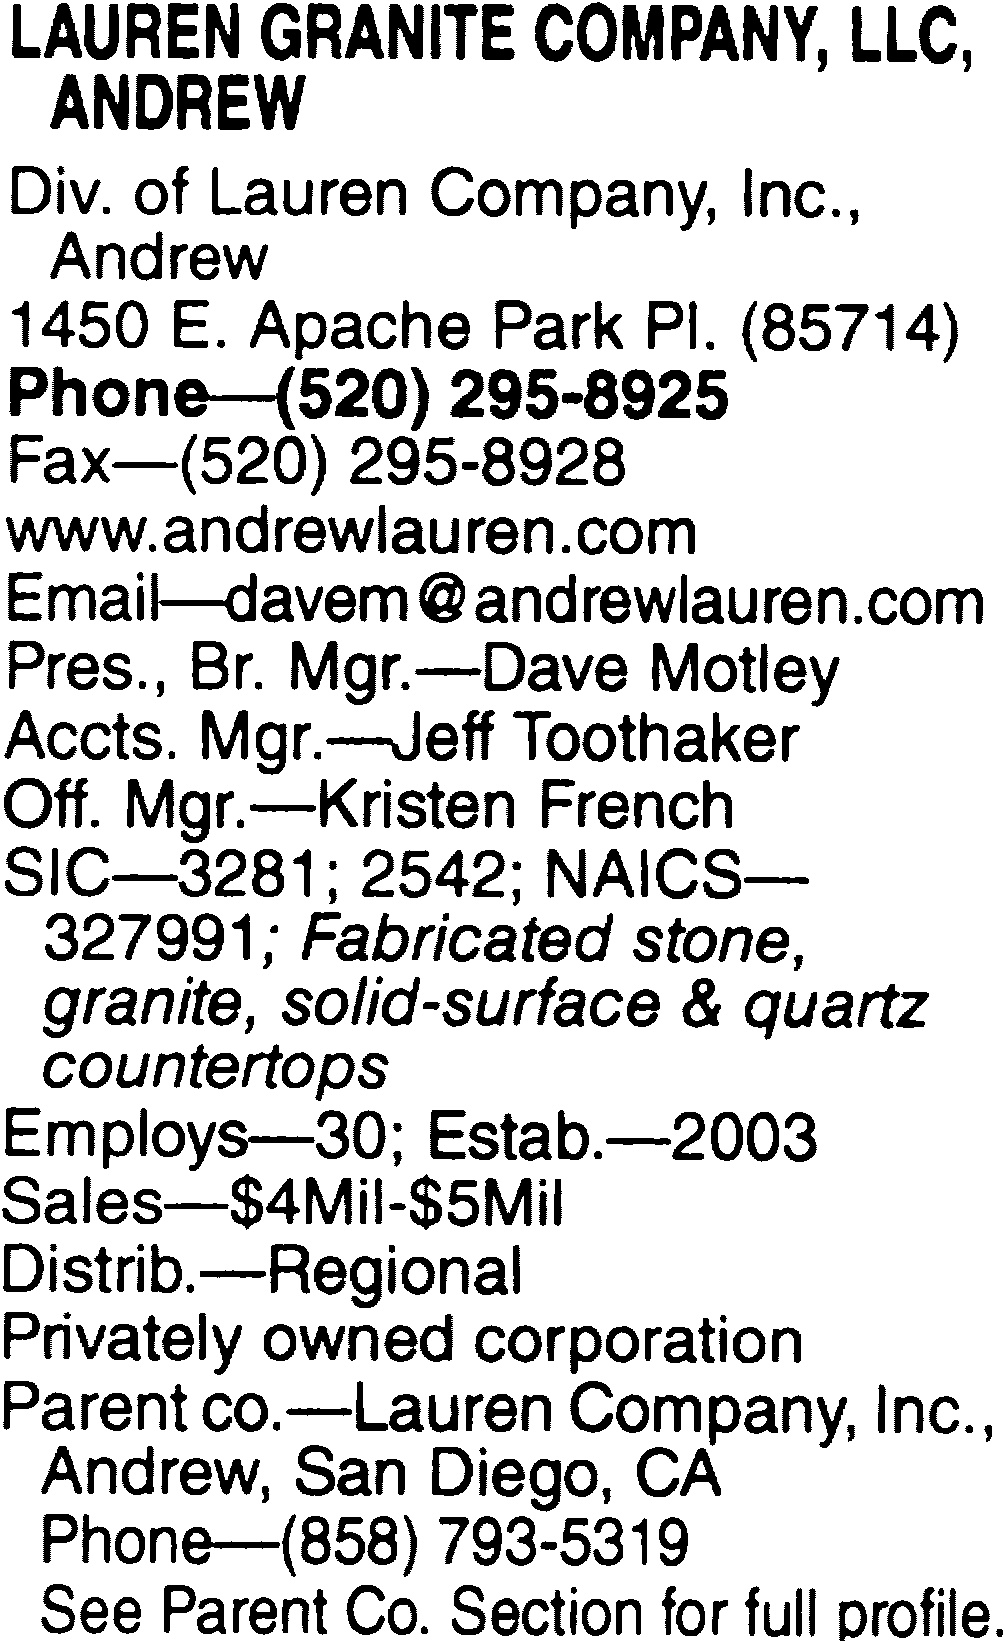 LAUREN GRANITE COMPANY, LLC,
ANDREW
Div. of Lauren Company, Inc.,
Andrew
1450 E. Apache Park Pl. (85714)
Phone—(520) 295-8925
Fax—(520) 295-8928
www.andrewlauren.com
Email—davem@andrewlauren.com
Pres., Br. Mgr.—Dave Motley
Accts. Mgr.—Jeff Toothaker
Off. Mgr.—Kristen French
SIC—3281; 2542; NAICS—
327991; Fabricated stone,
granite, solid-surface & quartz
countertops
Employs—30; Estab.—2003
Sales—$4Mil-$5Mil
Distrib.—Regional
Privately owned corporation
Parent co.—Lauren Company, Inc.,
Andrew, San Diego, CA
Phone—(858) 793-5319
See Parent Co. Section for full profile.